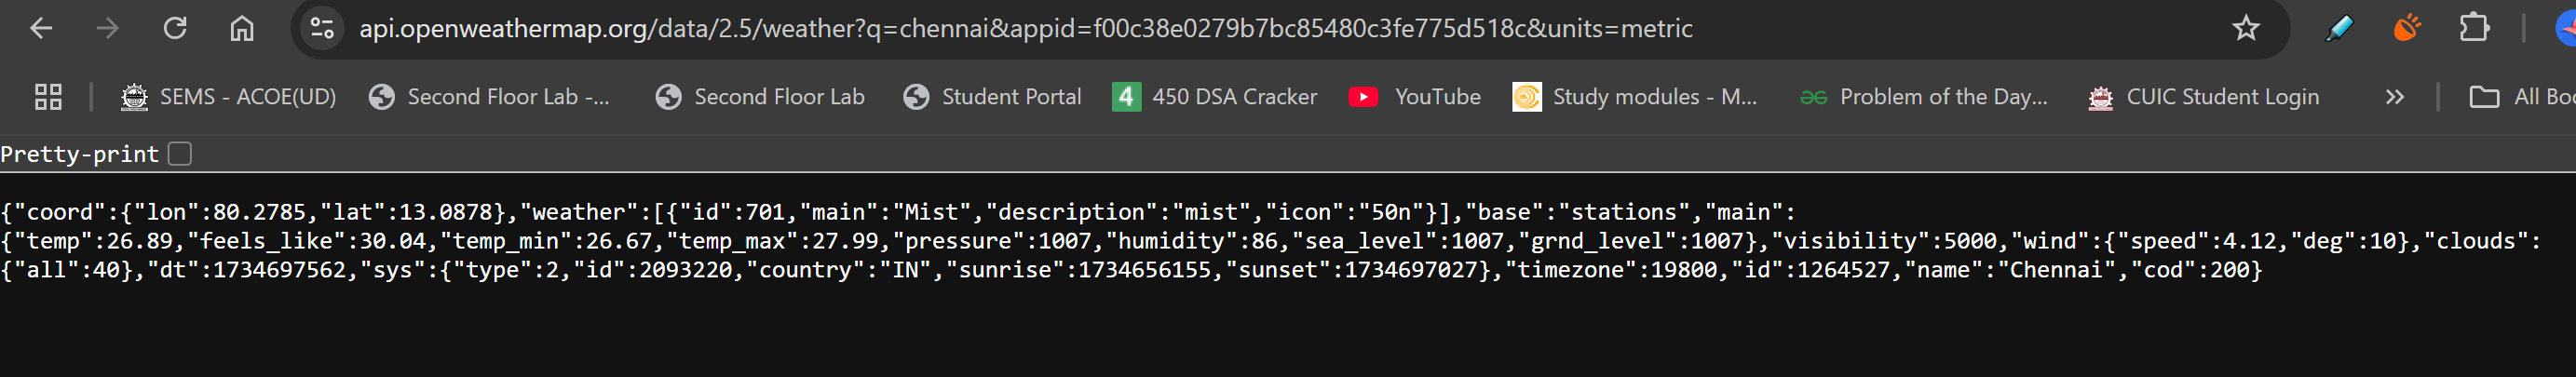 api.openweathermap.org/data/2.5/weather?q=chennai&appid=f00c38e0279b7bc85480c3fe775d518c&units=metric
SEMS - ACOE(UD) Second Floor Lab -... Second Floor Lab Student Portal 4 450 DSA Cracker YouTube Study modules - M... Problem of the Day... CUIC Student Login All Boo
Pretty-print
{"coord":{"lon":80.2785,"lat":13.0878},"weather":[{"id":701,"main":"Mist","description":"mist","icon":"50n"}],"base":"stations","main":
{"temp":26.89,"feels_like":30.04,"temp_min":26.67,"temp_max":27.99,"pressure":1007,"humidity":86,"sea_level":1007,"grnd_level":1007},"visibility":5000,"wind":{"speed":4.12,"deg":10},"clouds":
{"all":40},"dt":1734697562,"sys":{"type":2,"id":2093220,"country":"IN","sunrise":1734656155,"sunset":1734697027},"timezone":19800,"id":1264527,"name":"Chennai","cod":200}